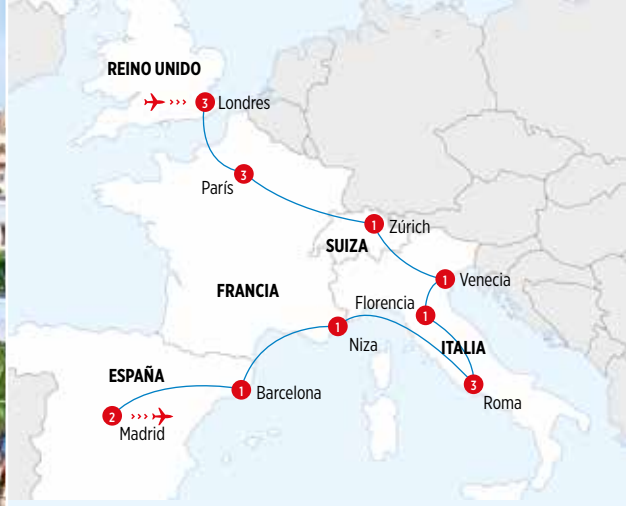 REINO UNIDO
3 Londres
3
París
1 Zúrich
SUIZA
1 Venecia
FRANCIA
Florencia
1
1
Niza
ITALIA
ESPAÑA
1 Barcelona
3
Roma
2
Madrid